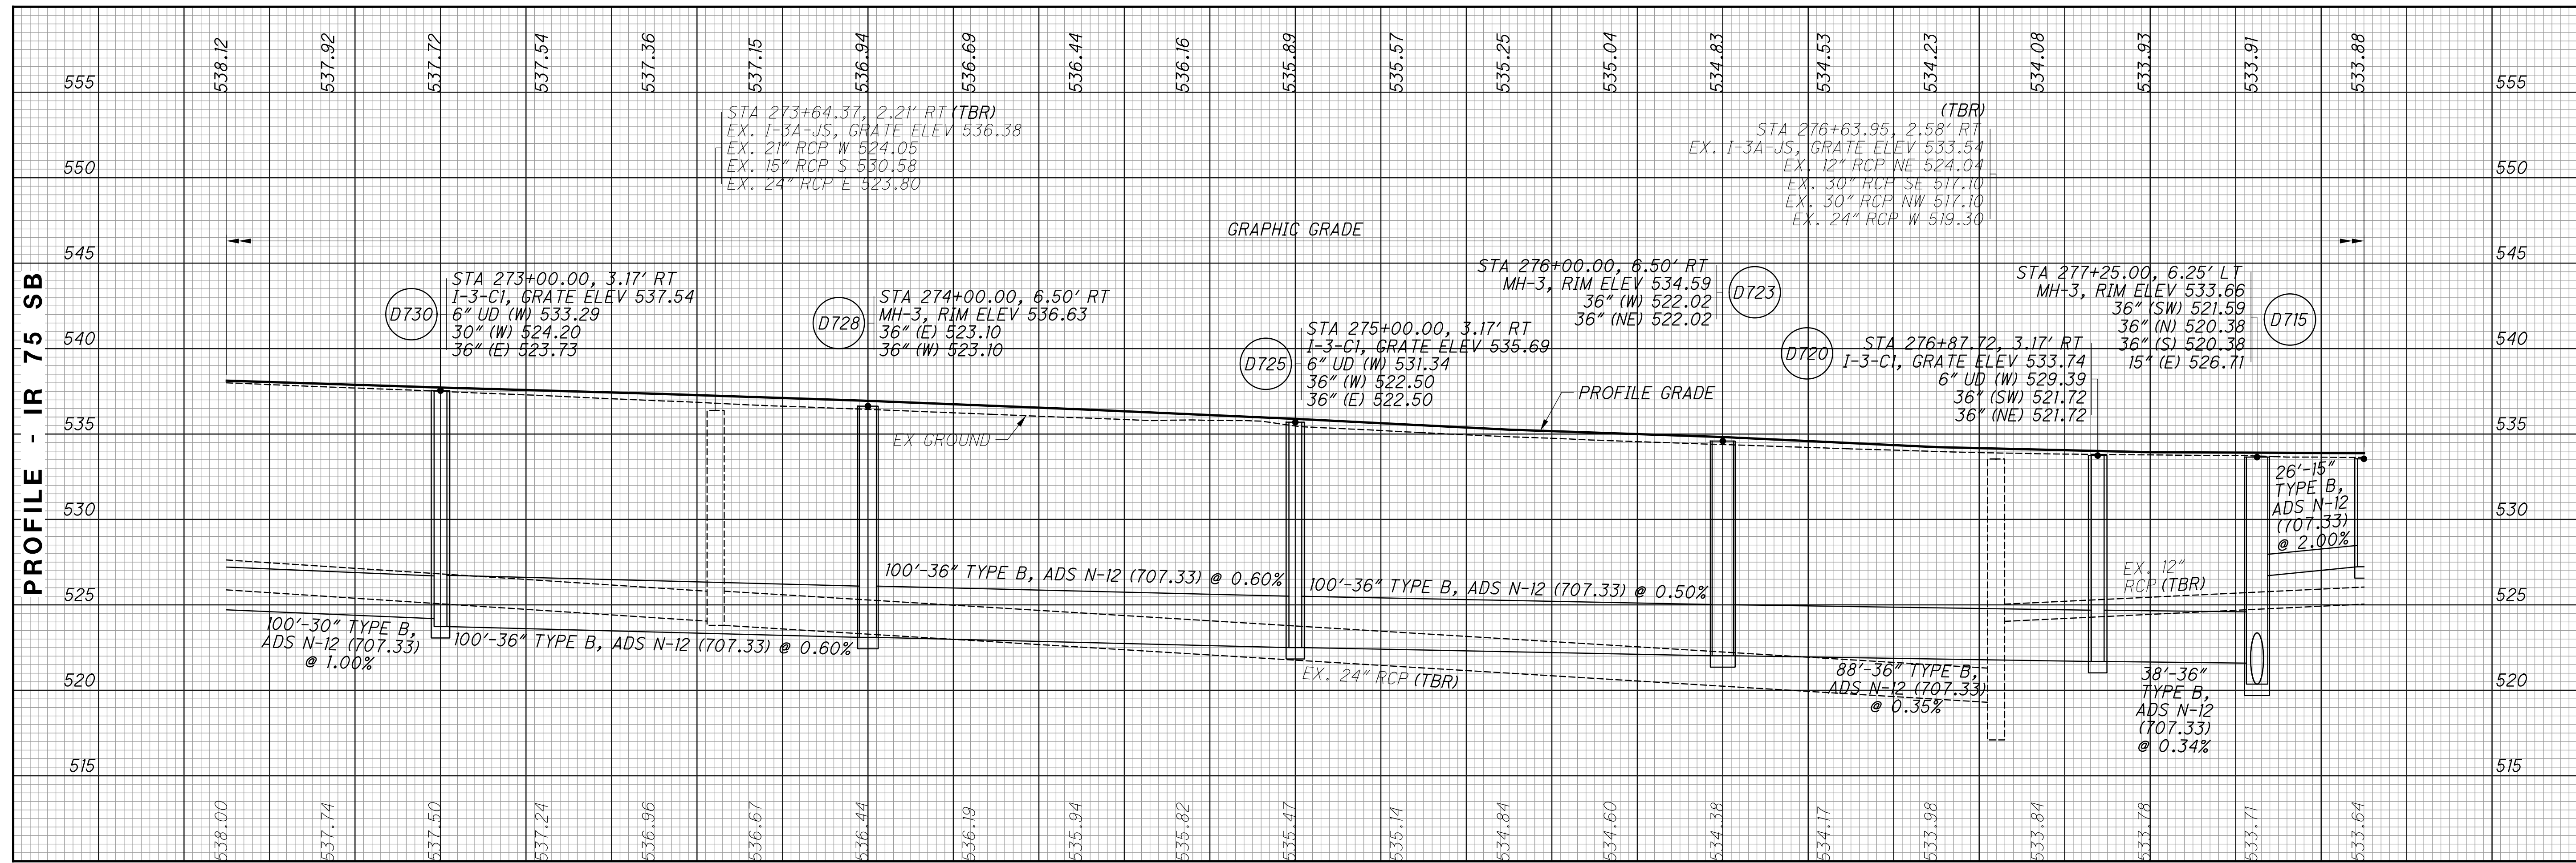 PROFILE - IR 75 SB
538.12
537.92
537.72
537.54
537.36
537.15
536.94
536.69
536.44
536.16
535.89
535.57
535.25
535.04
534.83
534.53
534.23
534.08
533.93
533.91
533.88
555
550
545
540
535
530
525
520
515
555
550
545
540
535
530
525
520
515
STA 273+64.37, 2.21' RT (TBR)
EX. I-3A-JS, GRATE ELEV 536.38
EX. 21" RCP W 524.05
EX. 15" RCP S 530.58
EX. 24" RCP E 523.80
(TBR)
STA 276+63.95, 2.58' RT
EX. I-3A-JS, GRATE ELEV 533.54
EX. 12" RCP NE 524.04
EX. 30" RCP SE 517.10
EX. 30" RCP NW 517.10
EX. 24" RCP W 519.30
GRAPHIC GRADE
D730
STA 273+00.00, 3.17' RT
I-3-C1, GRATE ELEV 537.54
6" UD (W) 533.29
30" (W) 524.20
36" (E) 523.73
D728
STA 274+00.00, 6.50' RT
MH-3, RIM ELEV 536.63
36" (E) 523.10
36" (W) 523.10
D725
STA 275+00.00, 3.17' RT
I-3-C1, GRATE ELEV 535.69
6" UD (W) 531.34
36" (W) 522.50
36" (E) 522.50
STA 276+00.00, 6.50' RT
MH-3, RIM ELEV 534.59
36" (W) 522.02
36" (NE) 522.02
D723
D720
STA 276+87.72, 3.17' RT
I-3-C1, GRATE ELEV 533.74
6" UD (W) 529.39
36" (SW) 521.72
36" (NE) 521.72
STA 277+25.00, 6.25' LT
MH-3, RIM ELEV 533.66
36" (SW) 521.59
36" (N) 520.38
36" (S) 520.38
15" (E) 526.71
D715
PROFILE GRADE
EX GROUND
26'-15"
TYPE B,
ADS N-12
(707.33)
@ 2.00%
100'-30" TYPE B,
ADS N-12 (707.33)
@ 1.00%
100'-36" TYPE B, ADS N-12 (707.33) @ 0.60%
100'-36" TYPE B, ADS N-12 (707.33) @ 0.60%
100'-36" TYPE B, ADS N-12 (707.33) @ 0.50%
EX. 24" RCP (TBR)
88'-36" TYPE B,
ADS N-12 (707.33)
@ 0.35%
EX. 12"
RCP (TBR)
38'-36"
TYPE B,
ADS N-12
(707.33)
@ 0.34%
538.00
537.74
537.50
537.24
536.96
536.67
536.44
536.19
535.94
535.82
535.47
535.14
534.84
534.60
534.38
534.17
533.98
533.84
533.78
533.71
533.64